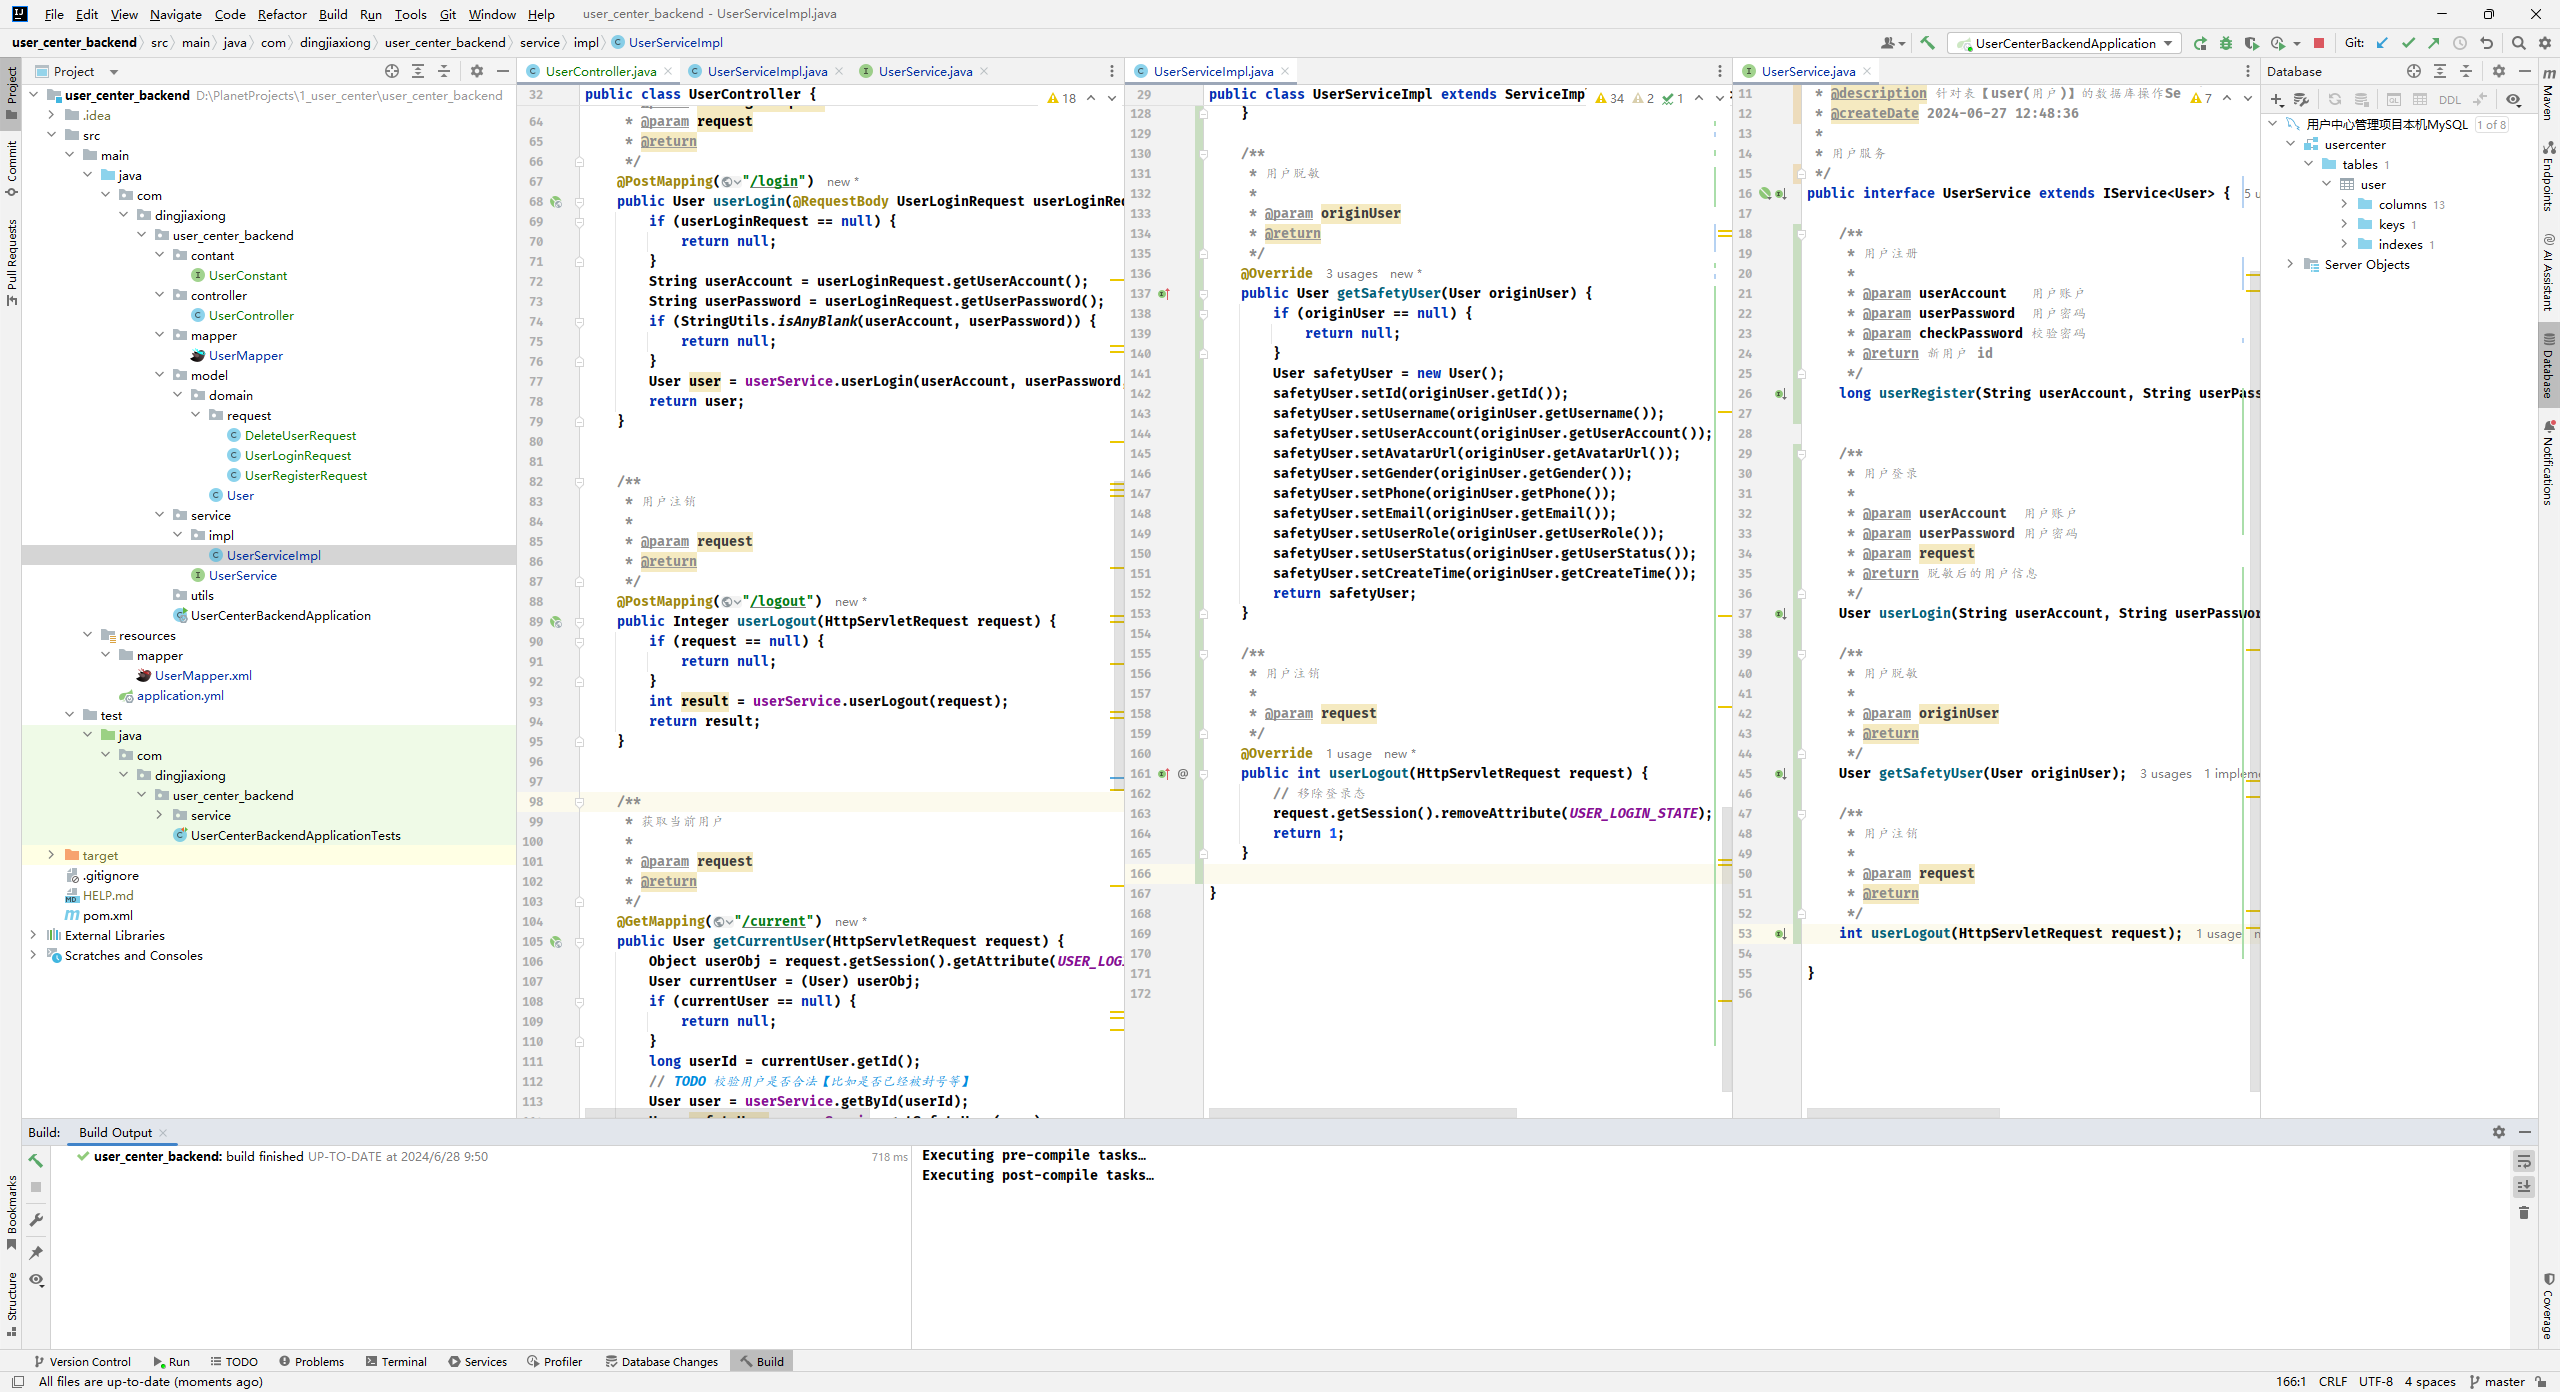 File Edit View Navigate Code Refactor Build Run Tools Git Window Help user_center_backend - UserServiceImpl.java
user_center_backend src main java com dingjiaxiong user_center_backend service impl UserServiceImpl
UserCenterBackendApplication Git:
Project
user_center_backend D:\PlanetProjects\1_user_center\user_center_backend
.idea
src
main
java
com
dingjiaxiong
user_center_backend
contant
UserConstant
controller
UserController
mapper
UserMapper
model
domain
request
DeleteUserRequest
UserLoginRequest
UserRegisterRequest
User
service
impl
UserServiceImpl
UserService
utils
UserCenterBackendApplication
resources
mapper
UserMapper.xml
application.yml
test
java
com
dingjiaxiong
user_center_backend
service
UserCenterBackendApplicationTests
target
.gitignore
HELP.md
pom.xml
External Libraries
Scratches and Consoles
UserController.java UserServiceImpl.java UserService.java
32 public class UserController { 18
64 * @param request
65 * @return
66 */
67 @PostMapping("/login") new *
68 public User userLogin(@RequestBody UserLoginRequest userLoginReq
69 if (userLoginRequest == null) {
70 return null;
71 }
72 String userAccount = userLoginRequest.getUserAccount();
73 String userPassword = userLoginRequest.getUserPassword();
74 if (StringUtils.isAnyBlank(userAccount, userPassword)) {
75 return null;
76 }
77 User user = userService.userLogin(userAccount, userPassword,
78 return user;
79 }
80
81
82 /**
83 * 用户注销
84 *
85 * @param request
86 * @return
87 */
88 @PostMapping("/logout") new *
89 public Integer userLogout(HttpServletRequest request) {
90 if (request == null) {
91 return null;
92 }
93 int result = userService.userLogout(request);
94 return result;
95 }
96
97
98 /**
99 * 获取当前用户
100 *
101 * @param request
102 * @return
103 */
104 @GetMapping("/current") new *
105 public User getCurrentUser(HttpServletRequest request) {
106 Object userObj = request.getSession().getAttribute(USER_LOG
107 User currentUser = (User) userObj;
108 if (currentUser == null) {
109 return null;
110 }
111 long userId = currentUser.getId();
112 // TODO 校验用户是否合法【比如是否已经被封号等】
113 User user = userService.getById(userId);
UserServiceImpl.java
29 public class UserServiceImpl extends ServiceImpl 34 2 1
128 }
129
130 /**
131 * 用户脱敏
132 *
133 * @param originUser
134 * @return
135 */
136 @Override 3 usages new *
137 public User getSafetyUser(User originUser) {
138 if (originUser == null) {
139 return null;
140 }
141 User safetyUser = new User();
142 safetyUser.setId(originUser.getId());
143 safetyUser.setUsername(originUser.getUsername());
144 safetyUser.setUserAccount(originUser.getUserAccount());
145 safetyUser.setAvatarUrl(originUser.getAvatarUrl());
146 safetyUser.setGender(originUser.getGender());
147 safetyUser.setPhone(originUser.getPhone());
148 safetyUser.setEmail(originUser.getEmail());
149 safetyUser.setUserRole(originUser.getUserRole());
150 safetyUser.setUserStatus(originUser.getUserStatus());
151 safetyUser.setCreateTime(originUser.getCreateTime());
152 return safetyUser;
153 }
154
155 /**
156 * 用户注销
157 *
158 * @param request
159 */
160 @Override 1 usage new *
161 @ public int userLogout(HttpServletRequest request) {
162 // 移除登录态
163 request.getSession().removeAttribute(USER_LOGIN_STATE);
164 return 1;
165 }
166
167 }
168
169
170
171
172
UserService.java
11 * @description 针对表【user(用户)】的数据库操作Se 7
12 * @createDate 2024-06-27 12:48:36
13 *
14 * 用户服务
15 */
16 public interface UserService extends IService<User> { 5 u
17
18 /**
19 * 用户注册
20 *
21 * @param userAccount 用户账户
22 * @param userPassword 用户密码
23 * @param checkPassword 校验密码
24 * @return 新用户 id
25 */
26 long userRegister(String userAccount, String userPass
27
28
29 /**
30 * 用户登录
31 *
32 * @param userAccount 用户账户
33 * @param userPassword 用户密码
34 * @param request
35 * @return 脱敏后的用户信息
36 */
37 User userLogin(String userAccount, String userPasswor
38
39 /**
40 * 用户脱敏
41 *
42 * @param originUser
43 * @return
44 */
45 User getSafetyUser(User originUser); 3 usages 1 impleme
46
47 /**
48 * 用户注销
49 *
50 * @param request
51 * @return
52 */
53 int userLogout(HttpServletRequest request); 1 usage n
54
55 }
56
Database
DDL
用户中心管理项目本机MySQL 1 of 8
usercenter
tables 1
user
columns 13
keys 1
indexes 1
Server Objects
Project
Commit
Pull Requests
Bookmarks
Structure
Maven
Endpoints
AI Assistant
Database
Notifications
Coverage
Build: Build Output
user_center_backend: build finished UP-TO-DATE at 2024/6/28 9:50 718 ms
Executing pre-compile tasks…
Executing post-compile tasks…
Version Control Run TODO Problems Terminal Services Profiler Database Changes Build
All files are up-to-date (moments ago) 166:1 CRLF UTF-8 4 spaces master